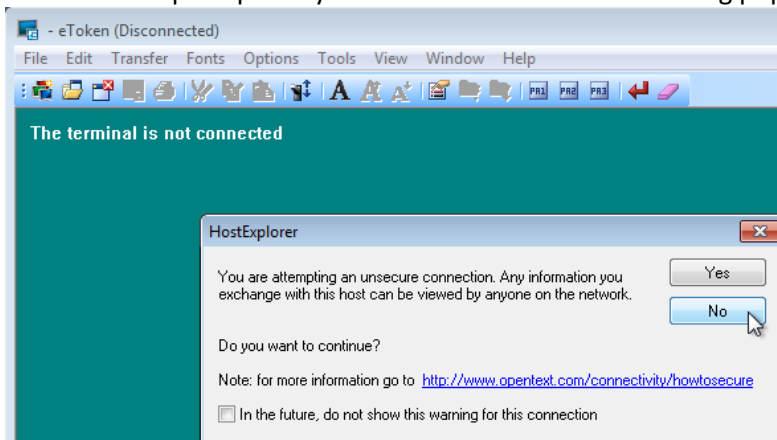 - eToken (Disconnected)
File Edit Transfer Fonts Options Tools View Window Help
PR1 PR2 PR3
The terminal is not connected
HostExplorer
You are attempting an unsecure connection. Any information you
exchange with this host can be viewed by anyone on the network.
Yes
No
Do you want to continue?
Note: for more information go to http://www.opentext.com/connectivity/howtosecure
In the future, do not show this warning for this connection